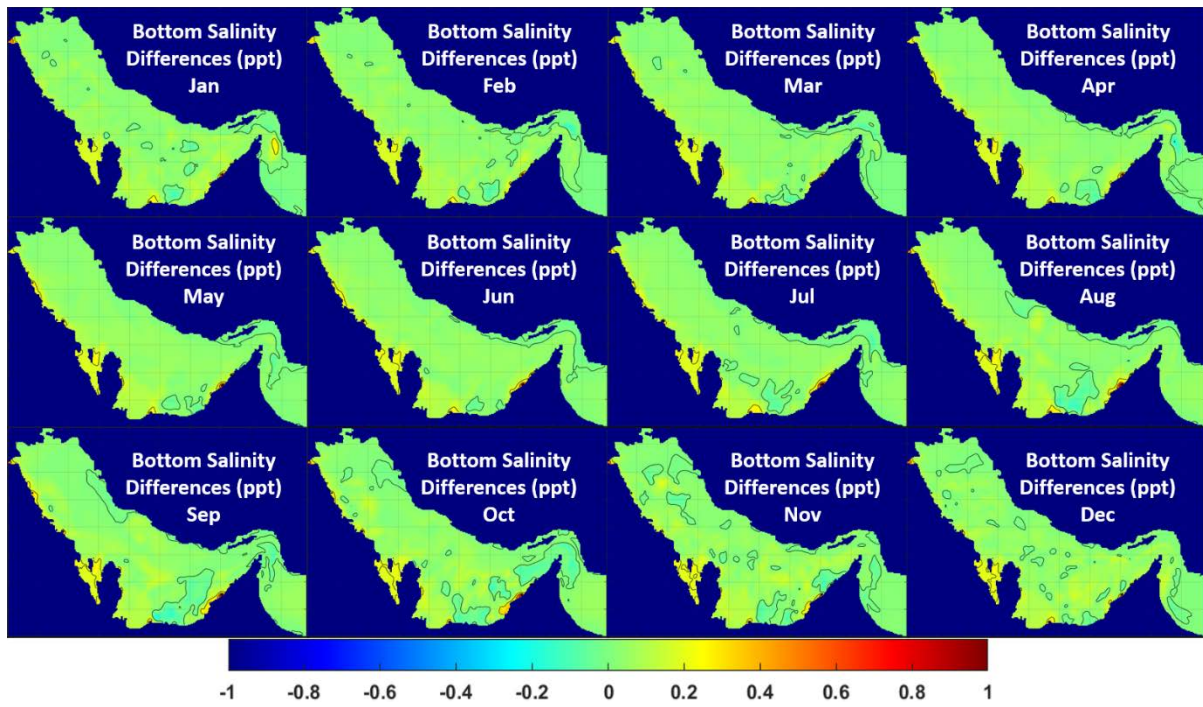 Bottom Salinity
Differences (ppt)
Jan
Bottom Salinity
Differences (ppt)
Feb
Bottom Salinity
Differences (ppt)
Mar
Bottom Salinity
Differences (ppt)
Apr
Bottom Salinity
Differences (ppt)
May
Bottom Salinity
Differences (ppt)
Jun
Bottom Salinity
Differences (ppt)
Jul
Bottom Salinity
Differences (ppt)
Aug
Bottom Salinity
Differences (ppt)
Sep
Bottom Salinity
Differences (ppt)
Oct
Bottom Salinity
Differences (ppt)
Nov
Bottom Salinity
Differences (ppt)
Dec
-1 -0.8 -0.6 -0.4 -0.2 0 0.2 0.4 0.6 0.8 1